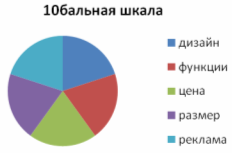 10бальная шкала
дизайн
функции
цена
размер
реклама